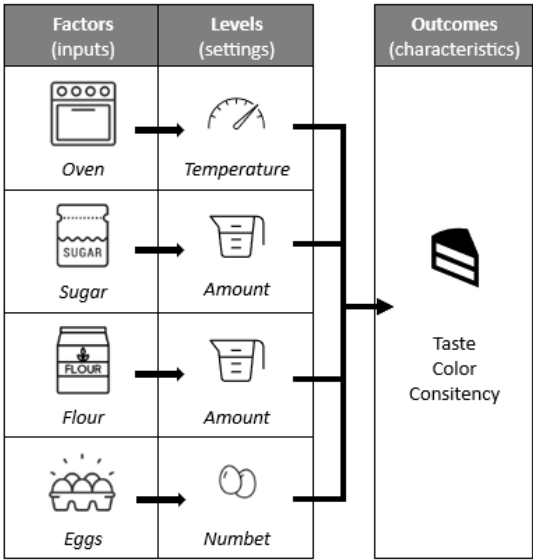 Factors
(inputs)
Levels
(settings)
Outcomes
(characteristics)
Oven
Temperature
SUGAR
Sugar
Amount
FLOUR
Flour
Amount
Eggs
Numbet
Taste
Color
Consitency